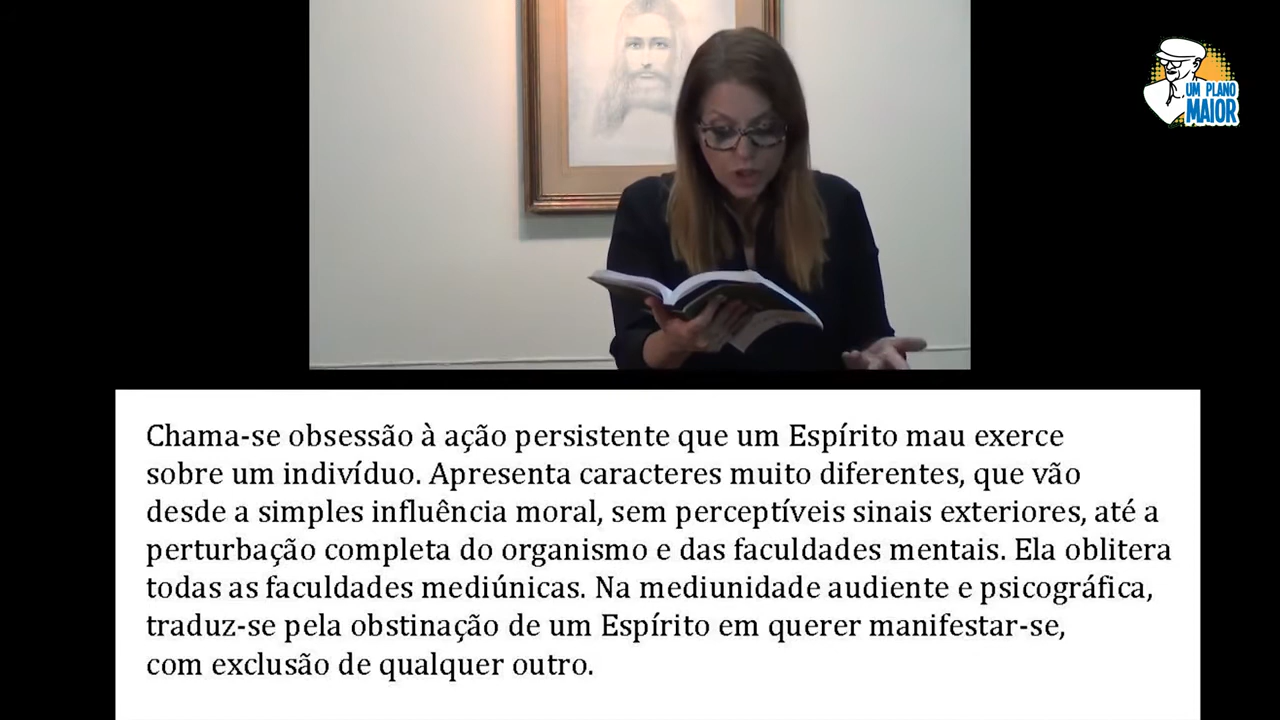 UM PLANO
MAIOR
Chama-se obsessão à ação persistente que um Espírito mau exerce
sobre um indivíduo. Apresenta caracteres muito diferentes, que vão
desde a simples influência moral, sem perceptíveis sinais exteriores, até a
perturbação completa do organismo e das faculdades mentais. Ela oblitera
todas as faculdades mediúnicas. Na mediunidade audiente e psicográfica,
traduz-se pela obstinação de um Espírito em querer manifestar-se,
com exclusão de qualquer outro.